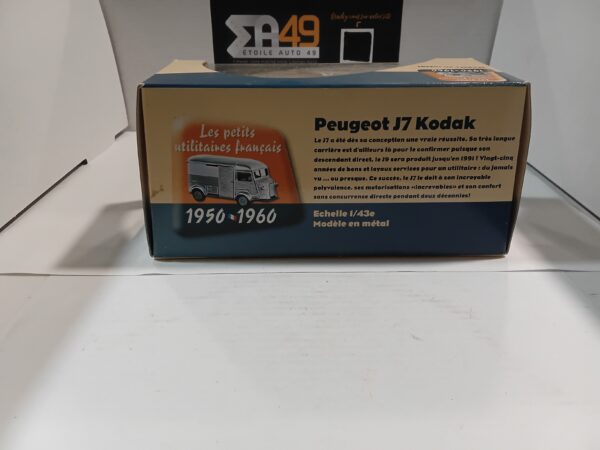 EA49
ETOILE AUTO 49
Les petits
utilitaires français
1950 1960
Peugeot J7 Kodak
Le J7 a été dès sa conception une vraie réussite. Sa très longue
carrière est d'ailleurs là pour le confirmer puisque son
descendant direct, le J9 sera produit jusqu'en 1991 ! Vingt-cinq
années de bons et loyaux services pour un utilitaire : du jamais
vu ... ou presque. Ce succès, le J7 le doit à son incroyable
polyvalence, ses motorisations «increvables» et son confort
sans concurrence directe pendant deux décennies!
Echelle 1/43e
Modèle en métal